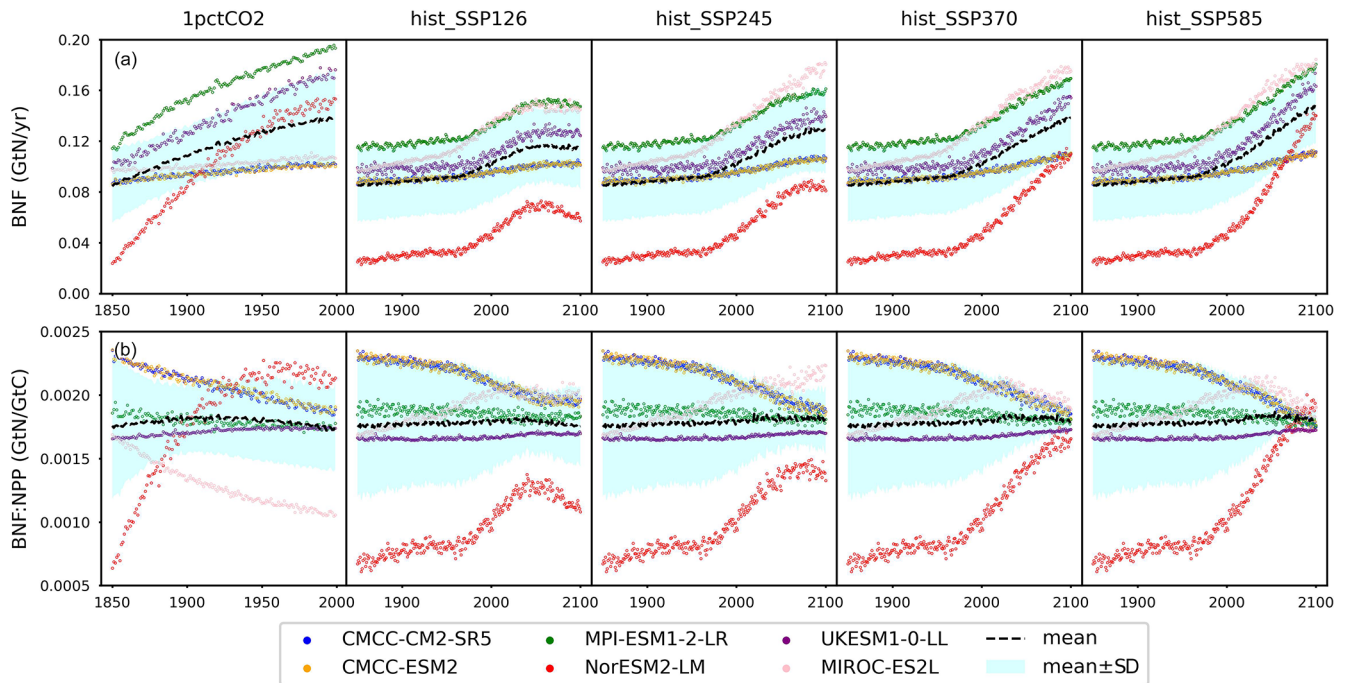 1pctCO2 hist_SSP126 hist_SSP245 hist_SSP370 hist_SSP585
(a)
BNF (GtN/yr)
0.20
0.16
0.12
0.08
0.04
0.00
1850 1900 1950 2000 1900 2000 2100 1900 2000 2100 1900 2000 2100 1900 2000 2100
(b)
BNF:NPP (GtN/GtC)
0.0025
0.0020
0.0015
0.0010
0.0005
1850 1900 1950 2000 1900 2000 2100 1900 2000 2100 1900 2000 2100 1900 2000 2100
CMCC-CM2-SR5 MPI-ESM1-2-LR UKESM1-0-LL mean
CMCC-ESM2 NorESM2-LM MIROC-ES2L mean±SD